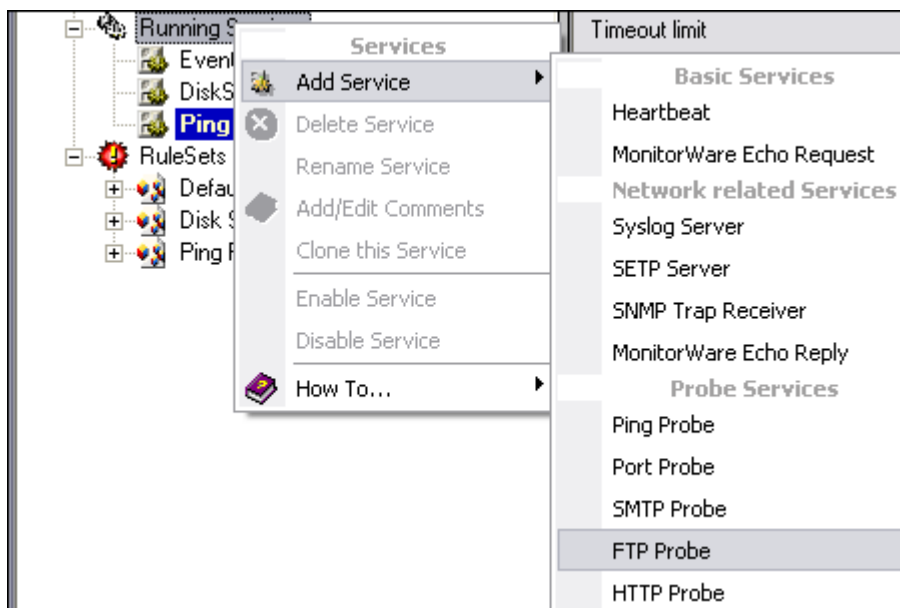 Running
Event
Ping
RuleSets
Disk
Ping
Services
Add Service
Delete Service
Rename Service
Add/Edit Comments
Clone this Service
Enable Service
Disable Service
How To...
Timeout limit
Basic Services
Heartbeat
MonitorWare Echo Request
Network related Services
Syslog Server
SETP Server
SNMP Trap Receiver
MonitorWare Echo Reply
Probe Services
Ping Probe
Port Probe
SMTP Probe
FTP Probe
HTTP Probe